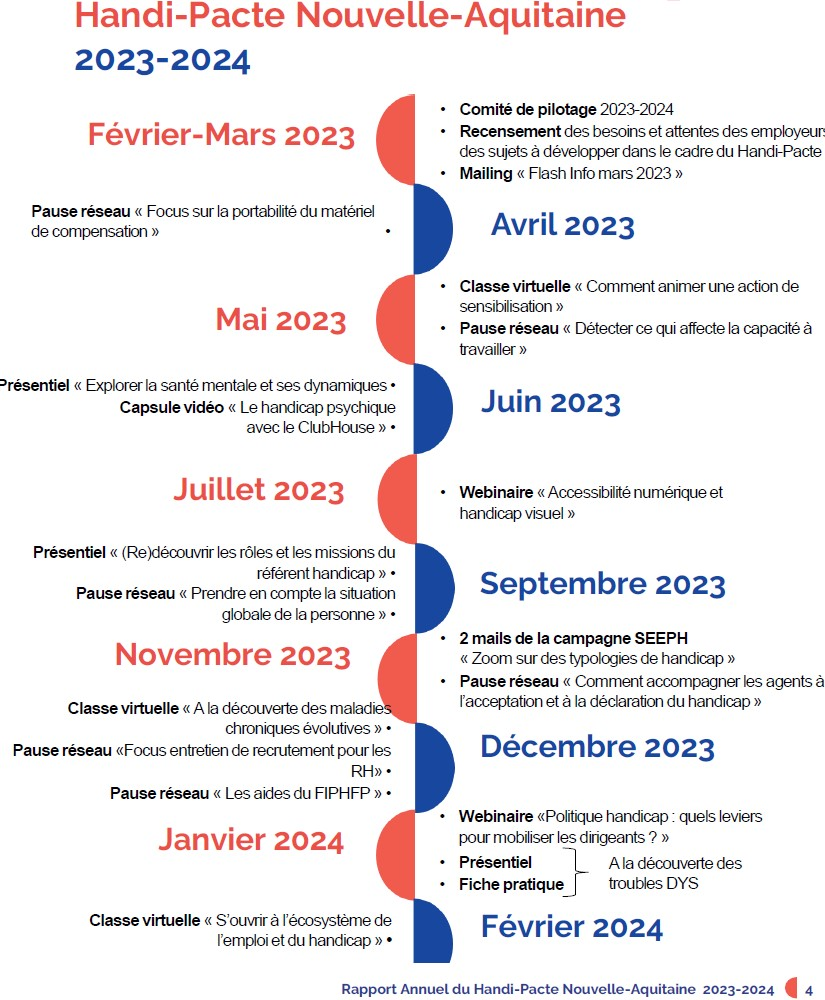 Handi-Pacte Nouvelle-Aquitaine
2023-2024
Février-Mars 2023
• Comité de pilotage 2023-2024
• Recensement des besoins et attentes des employeurs
des sujets à développer dans le cadre du Handi-Pacte
• Mailing « Flash Info mars 2023 »
Avril 2023
Pause réseau « Focus sur la portabilité du matériel
de compensation » •
Mai 2023
• Classe virtuelle « Comment animer une action de
sensibilisation »
• Pause réseau « Détecter ce qui affecte la capacité à
travailler »
Juin 2023
Présentiel « Explorer la santé mentale et ses dynamiques •
Capsule vidéo « Le handicap psychique
avec le ClubHouse » •
Juillet 2023
• Webinaire « Accessibilité numérique et
handicap visuel »
Septembre 2023
Présentiel « (Re)découvrir les rôles et les missions du
référent handicap » •
Pause réseau « Prendre en compte la situation
globale de la personne » •
Novembre 2023
• 2 mails de la campagne SEEPH
« Zoom sur des typologies de handicap »
• Pause réseau « Comment accompagner les agents à
l’acceptation et à la déclaration du handicap »
Décembre 2023
Classe virtuelle « A la découverte des maladies
chroniques évolutives » •
Pause réseau «Focus entretien de recrutement pour les
RH» •
Pause réseau « Les aides du FIPHFP » •
Janvier 2024
• Webinaire «Politique handicap : quels leviers
pour mobiliser les dirigeants ? »
• Présentiel
• Fiche pratique
A la découverte des
troubles DYS
Février 2024
Classe virtuelle « S’ouvrir à l’écosystème de
l’emploi et du handicap » •
Rapport Annuel du Handi-Pacte Nouvelle-Aquitaine 2023-2024 4